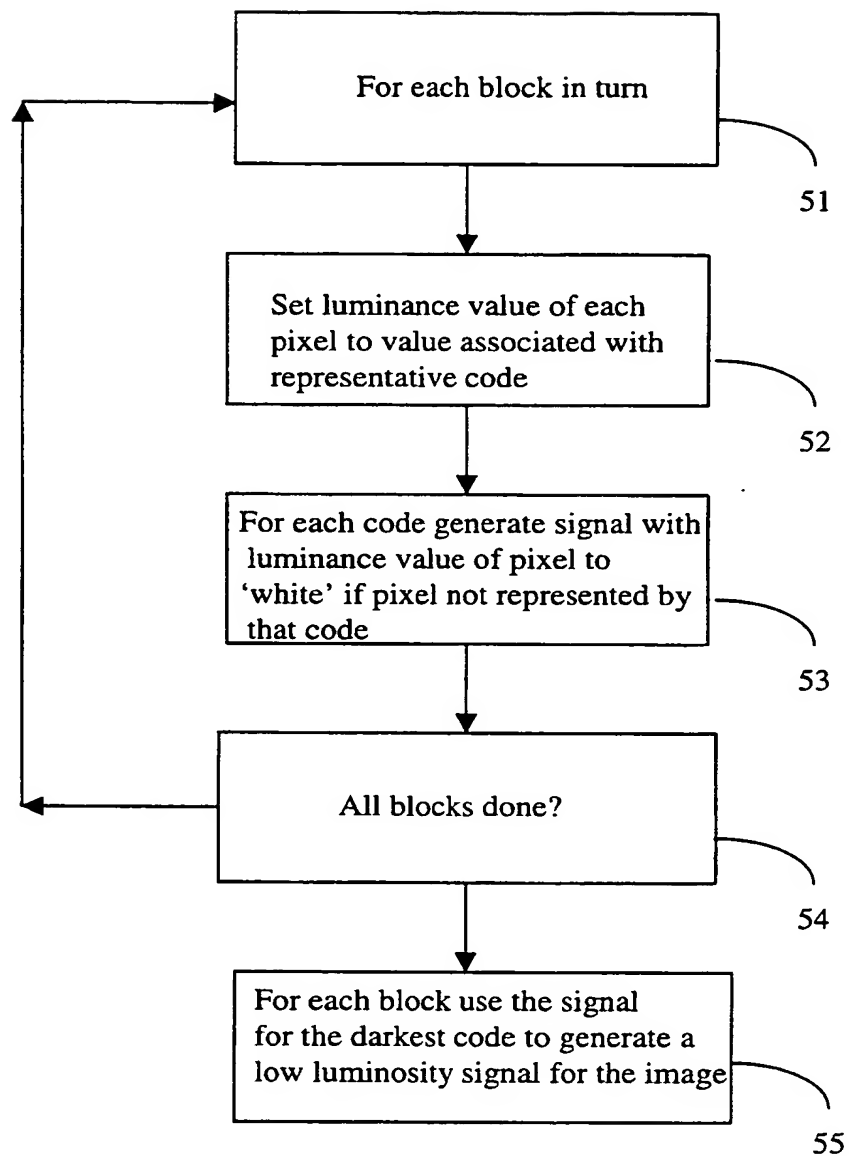 For each block in turn
51
Set luminance value of each
pixel to value associated with
representative code
52
For each code generate signal with
luminance value of pixel to
‘white’ if pixel not represented by
that code
53
All blocks done?
54
For each block use the signal
for the darkest code to generate a
low luminosity signal for the image
55